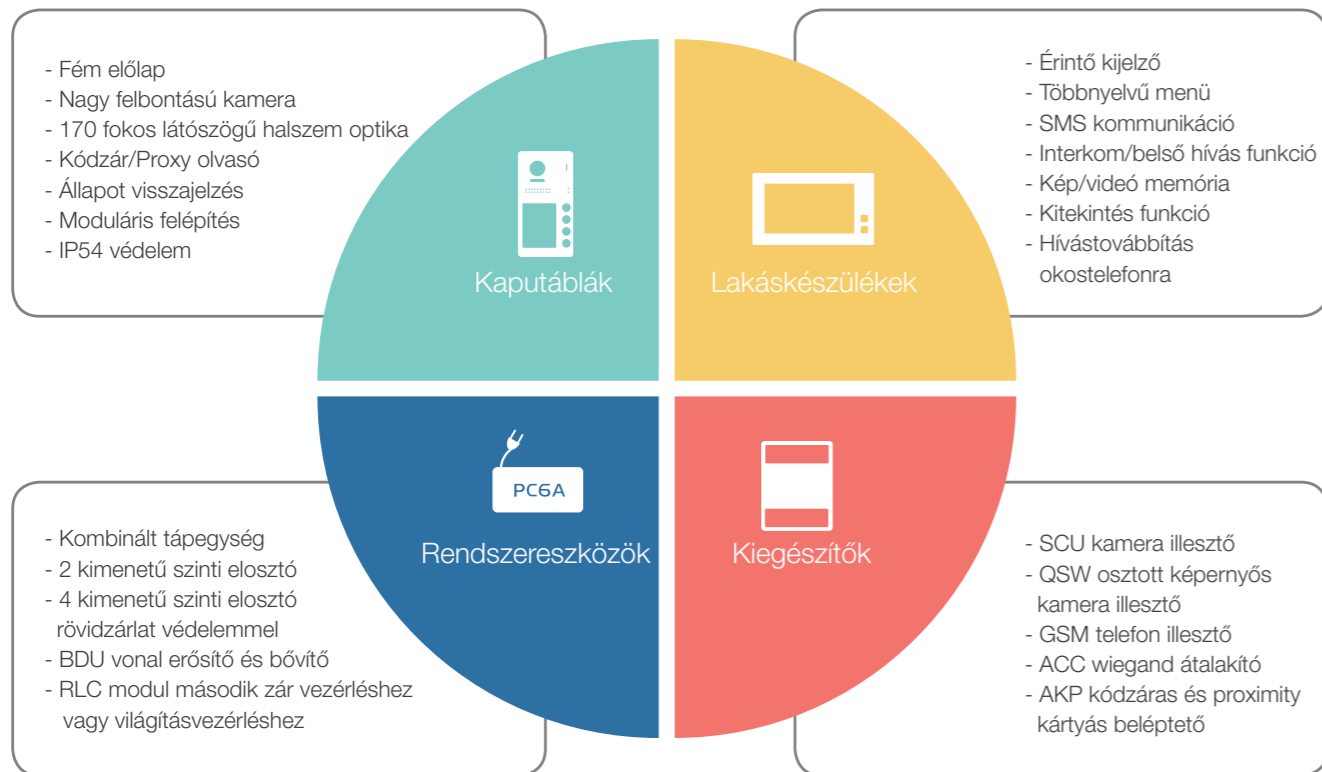 - Fém előlap
- Nagy felbontású kamera
- 170 fokos látószögű halszem optika
- Kódzár/Proxy olvasó
- Állapot visszajelzés
- Moduláris felépítés
- IP54 védelem
Kaputáblák
- Érintő kijelző
- Többnyelvű menü
- SMS kommunikáció
- Interkom/belső hívás funkció
- Kép/videó memória
- Kitekintés funkció
- Hívástovábbítás
okostelefonra
Lakáskészülékek
- Kombinált tápegység
- 2 kimenetű szinti elosztó
- 4 kimenetű szinti elosztó
rövidzárlat védelemmel
- BDU vonal erősítő és bővítő
- RLC modul második zár vezérléshez
vagy világításvezérléshez
PC6A
Rendszereszközök
Kiegészítők
- SCU kamera illesztő
- QSW osztott képernyős
kamera illesztő
- GSM telefon illesztő
- ACC wiegand átalakító
- AKP kódzáras és proximity
kártyás beléptető